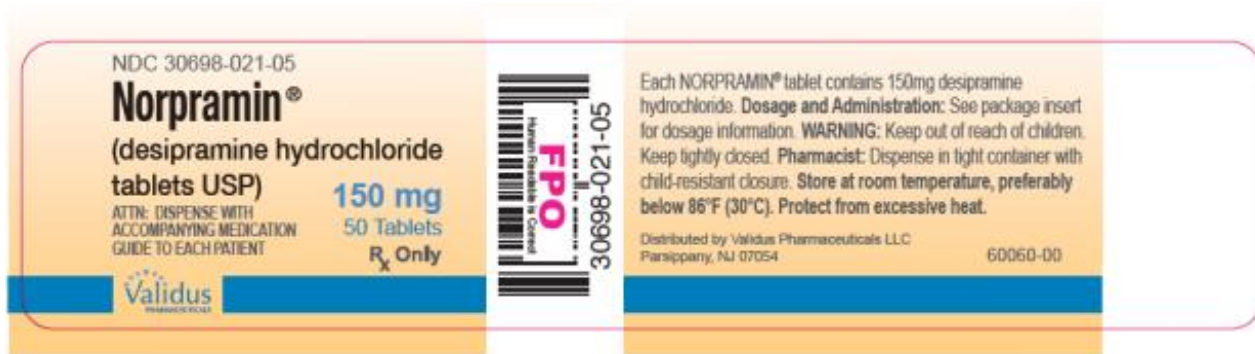 NDC 30698-021-05
Norpramin®
(desipramine hydrochloride
tablets USP)
150 mg
50 Tablets
Rx Only
ATTN: DISPENSE WITH
ACCOMPANYING MEDICATION
GUIDE TO EACH PATIENT
Validus
PHARMACEUTICALS
FPO
Human Readable is Correct
30698-021-05
Each NORPRAMIN® tablet contains 150mg desipramine
hydrochloride. Dosage and Administration: See package insert
for dosage information. WARNING: Keep out of reach of children.
Keep tightly closed. Pharmacist: Dispense in tight container with
child-resistant closure. Store at room temperature, preferably
below 86°F (30°C). Protect from excessive heat.
Distributed by Validus Pharmaceuticals LLC
Parsippany, NJ 07054
60060-00